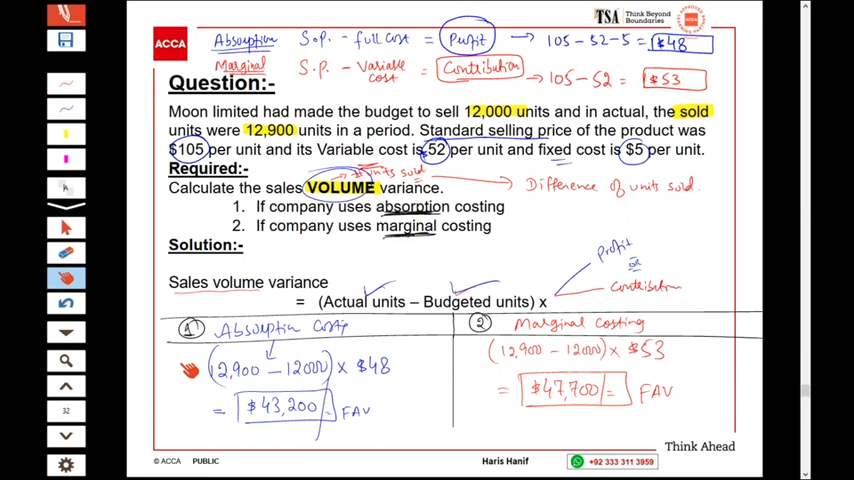 TSA Think Beyond
Boundaries
ACCA
Absorption S.P. - full cost = Profit → 105 - 52 - 5 = $48
Marginal S.P. - Variable cost = Contribution → 105 - 52 = $53
Question:-
Moon limited had made the budget to sell 12,000 units and in actual, the sold
units were 12,900 units in a period. Standard selling price of the product was
$105 per unit and its Variable cost is $52 per unit and fixed cost is $5 per unit.
Required:-
units sold
Calculate the sales VOLUME variance. → Difference of units sold.
1. If company uses absorption costing
2. If company uses marginal costing
Solution:-
Profit
or
Sales volume variance
Contribution
= (Actual units – Budgeted units) x
1 Absorption Costing
2 Marginal Costing
(12,900 - 12000) x $48
(12,900 - 12000) x $53
= $43,200/= FAV
= $47,700/= FAV
32
Think Ahead
© ACCA PUBLIC
Haris Hanif
+92 333 311 3959